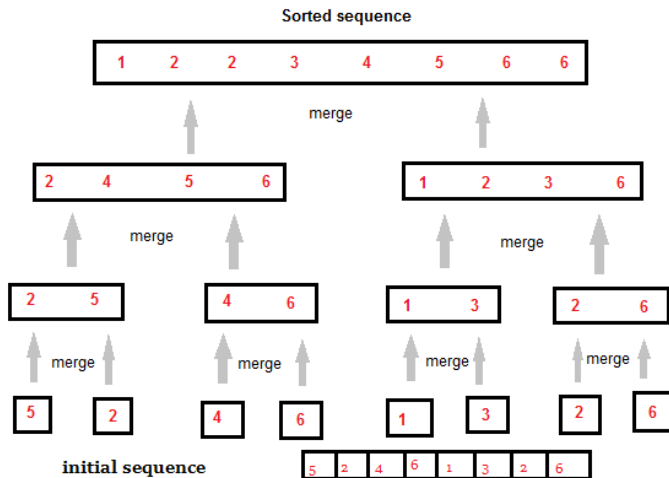 Sorted sequence
1 2 2 3 4 5 6 6
merge
2 4 5 6
1 2 3 6
merge
merge
2 5
4 6
1 3
2 6
merge
merge
merge
merge
5
2
4
6
1
3
2
6
initial sequence
5 2 4 6 1 3 2 6